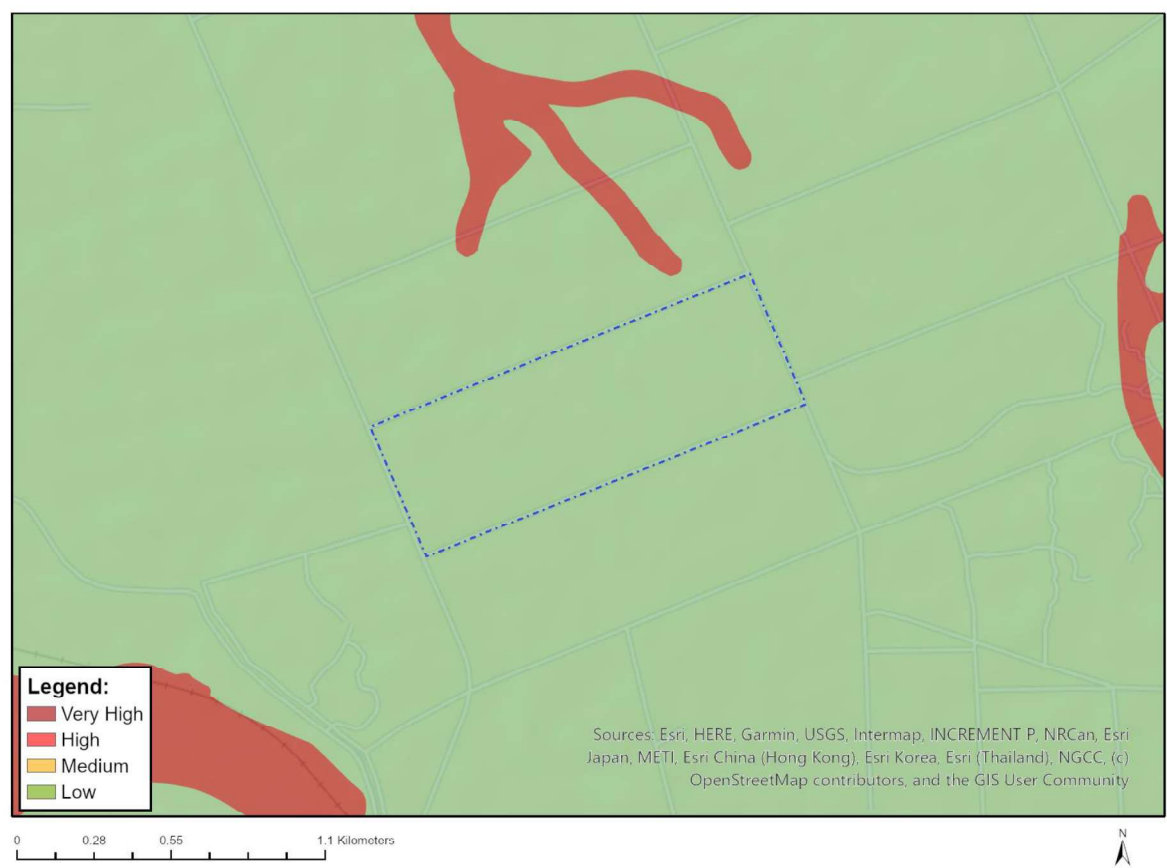 Legend:
Very High
High
Medium
Low
Sources: Esri, HERE, Garmin, USGS, Intermap, INCREMENT P, NRCan, Esri
Japan, METI, Esri China (Hong Kong), Esri Korea, Esri (Thailand), NGCC, (c)
OpenStreetMap contributors, and the GIS User Community
0 0.28 0.55 1.1 Kilometers
N